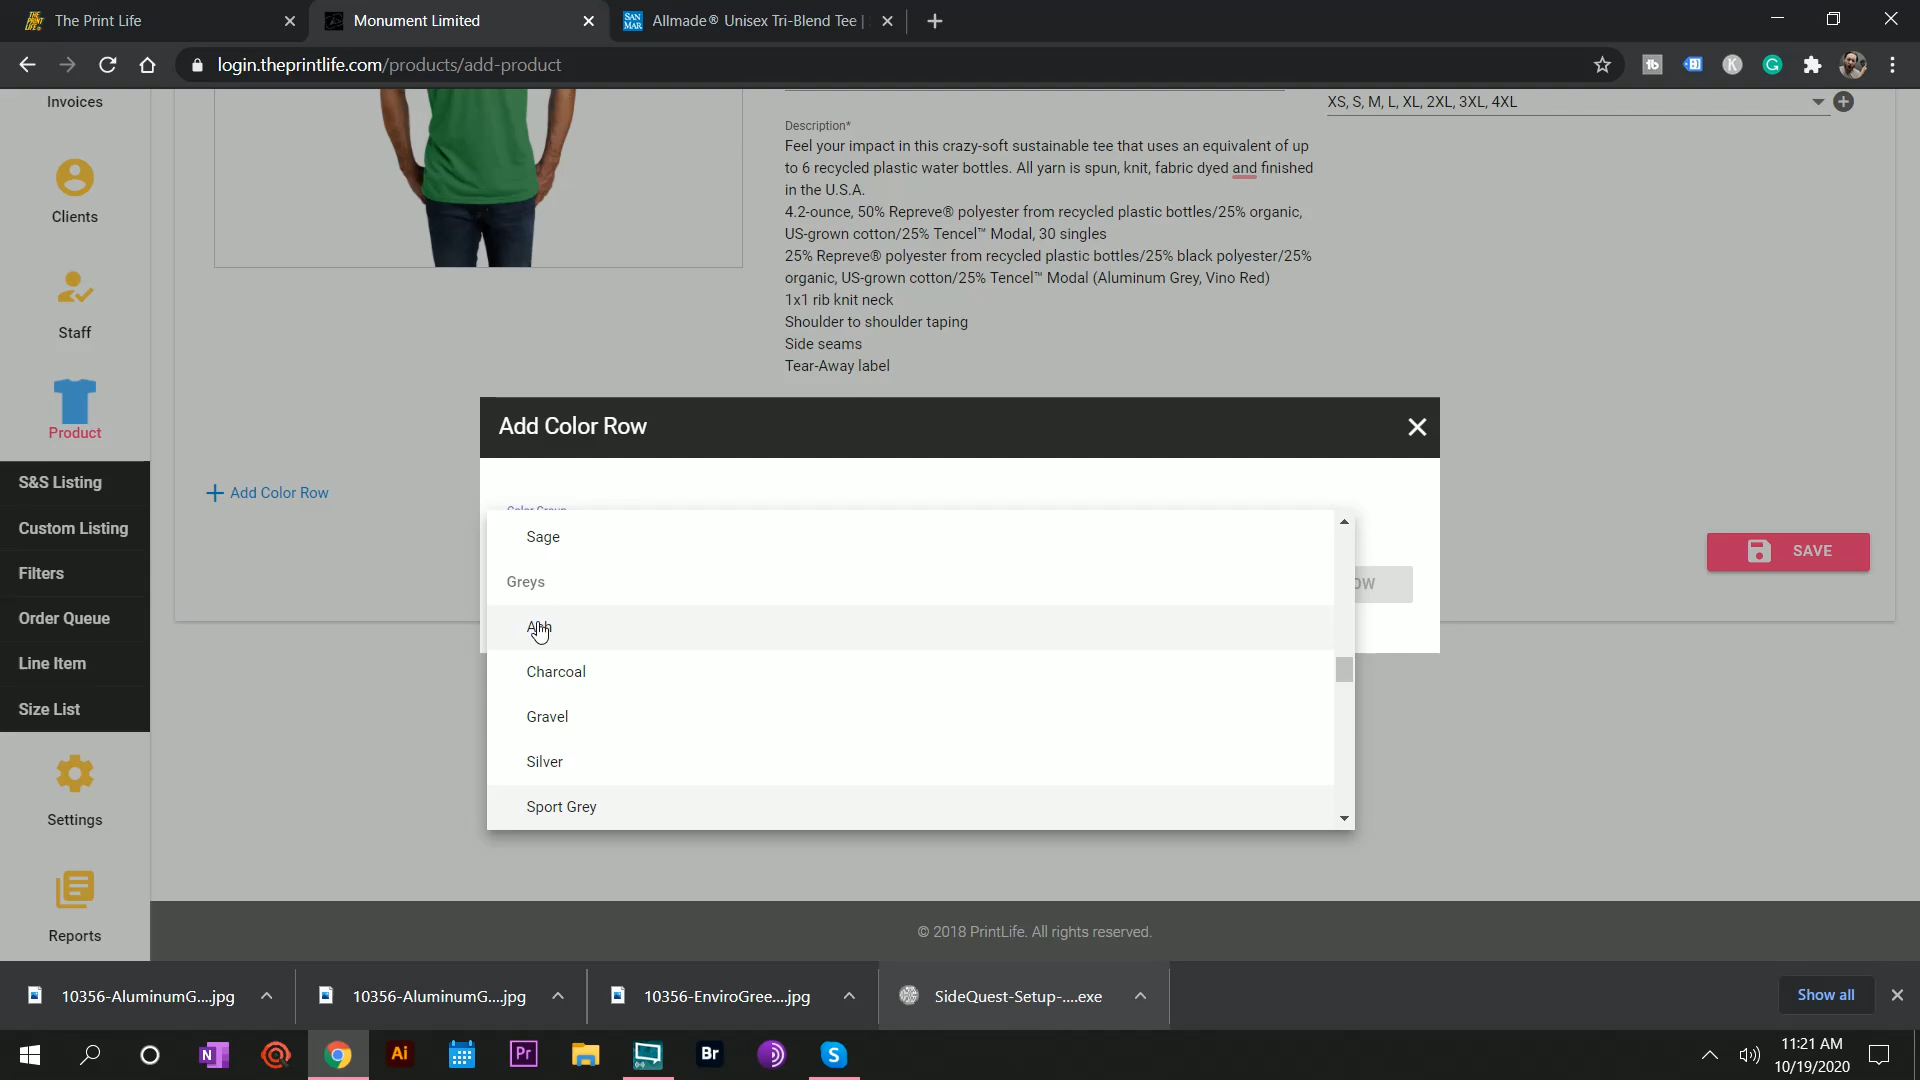 The Print Life
Monument Limited
Allmade® Unisex Tri-Blend Tee |
login.theprintlife.com/products/add-product
Invoices
Clients
Staff
Product
S&S Listing
Custom Listing
Filters
Order Queue
Line Item
Size List
Settings
Reports
XS, S, M, L, XL, 2XL, 3XL, 4XL
Description*
Feel your impact in this crazy-soft sustainable tee that uses an equivalent of up
to 6 recycled plastic water bottles. All yarn is spun, knit, fabric dyed and finished
in the U.S.A.
4.2-ounce, 50% Repreve® polyester from recycled plastic bottles/25% organic,
US-grown cotton/25% Tencel™ Modal, 30 singles
25% Repreve® polyester from recycled plastic bottles/25% black polyester/25%
organic, US-grown cotton/25% Tencel™ Modal (Aluminum Grey, Vino Red)
1x1 rib knit neck
Shoulder to shoulder taping
Side seams
Tear-Away label
Add Color Row
Add Color Row
Color Group
Sage
Greys
Charcoal
Gravel
Silver
Sport Grey
SAVE
© 2018 PrintLife. All rights reserved.
10356-AluminumG....jpg
10356-AluminumG....jpg
10356-EnviroGree....jpg
SideQuest-Setup-....exe
Show all
11:21 AM
10/19/2020